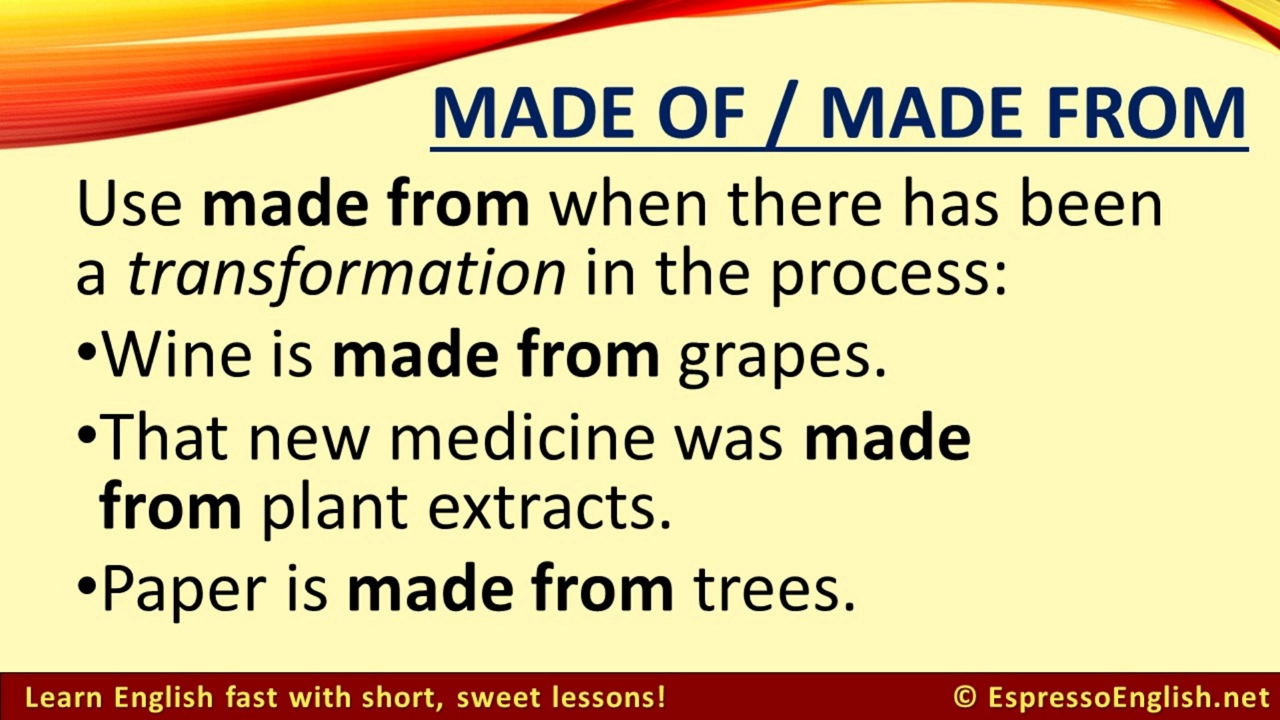 MADE OF / MADE FROM
Use made from when there has been
a transformation in the process:
•Wine is made from grapes.
•That new medicine was made
from plant extracts.
•Paper is made from trees.
Learn English fast with short, sweet lessons!
© EspressoEnglish.net